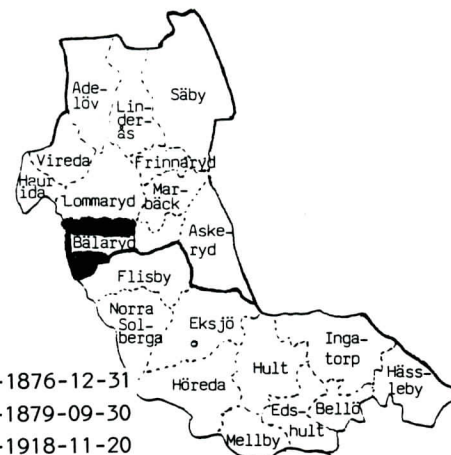 Ade-
löv
Lin-
der-
ås
Säby
Vireda
Frinnaryd
Haur
ida
Lommaryd
Mar-
bäck
Bälaryd
Aske-
ryd
Flisby
Norra
Sol-
berga
Eksjö
Inga-
torp
Hult
Häss-
leby
Höreda
Eds-
hult
Bellö
Mellby
-1876-12-31
-1879-09-30
-1918-11-20